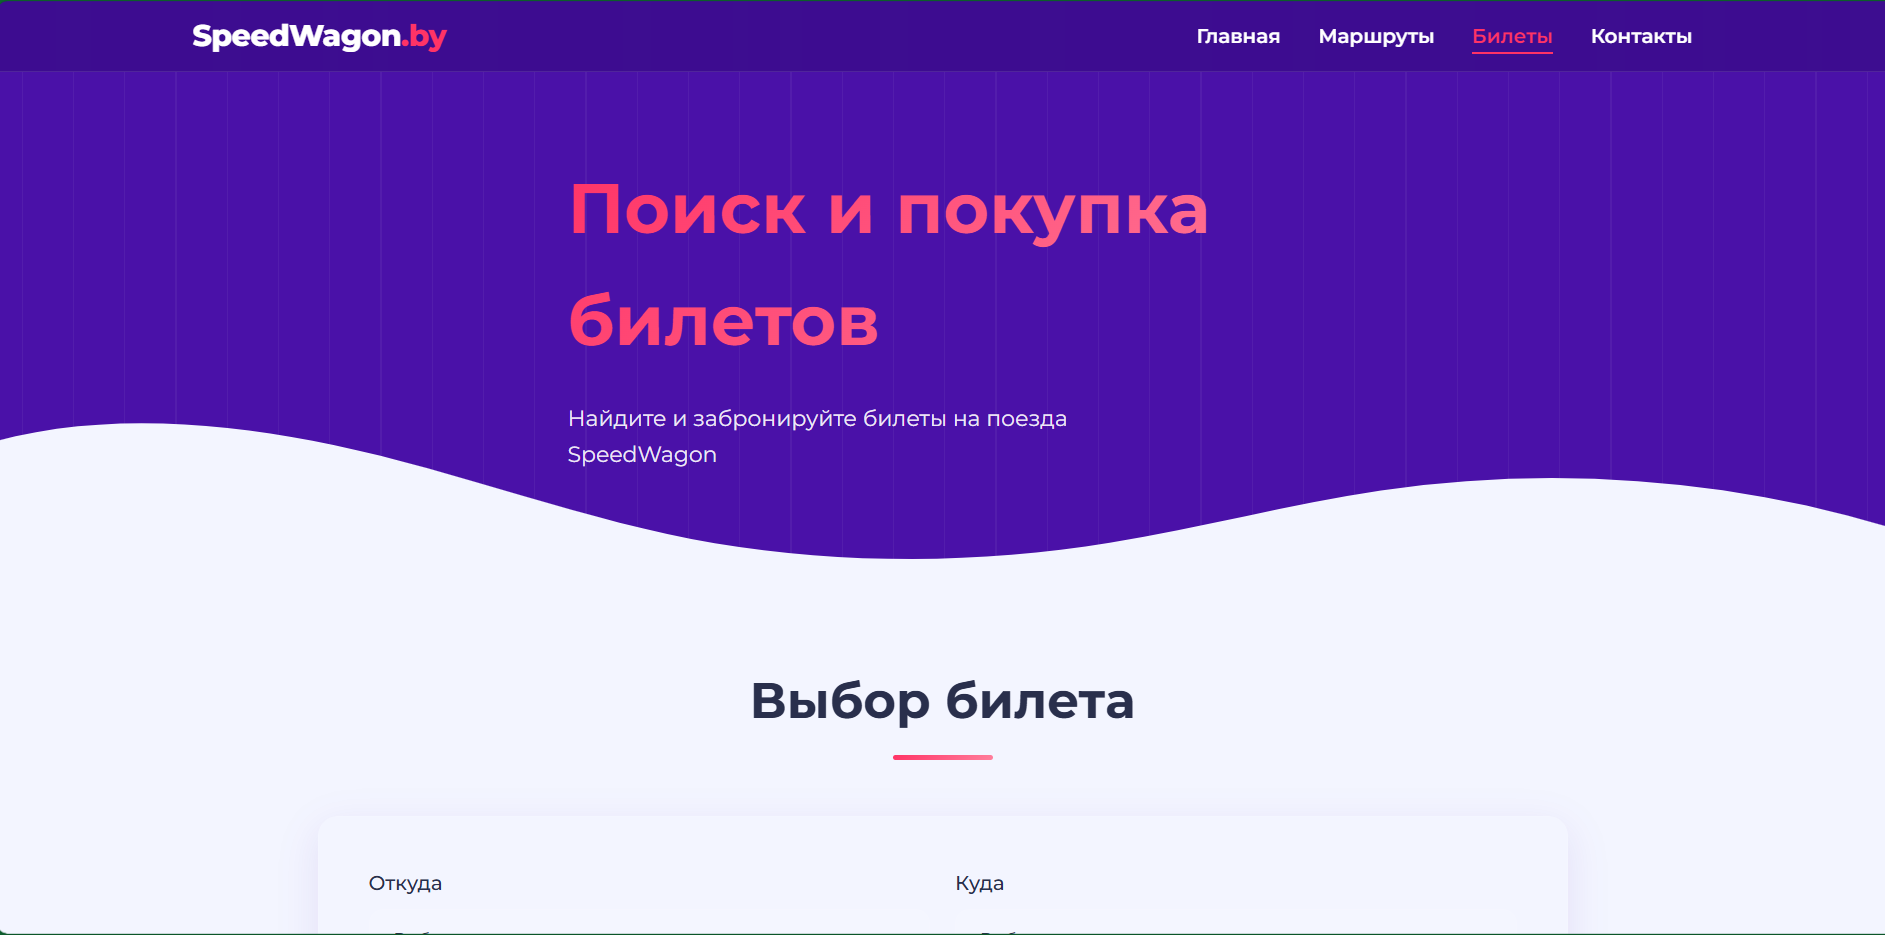 SpeedWagon.by
Главная Маршруты Билеты Контакты
Поиск и покупка
билетов
Найдите и забронируйте билеты на поезда
SpeedWagon
Выбор билета
Откуда
Куда